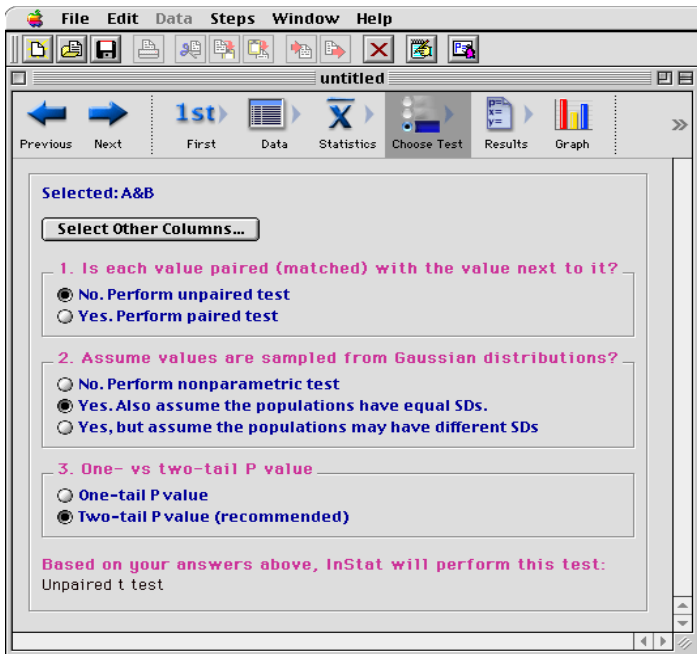 File Edit Data Steps Window Help
untitled
1st
p=
x=
y=
Previous Next First Data Statistics Choose Test Results Graph
Selected: A&B
Select Other Columns...
1. Is each value paired (matched) with the value next to it?
No. Perform unpaired test
Yes. Perform paired test
2. Assume values are sampled from Gaussian distributions?
No. Perform nonparametric test
Yes. Also assume the populations have equal SDs.
Yes, but assume the populations may have different SDs
3. One- vs two-tail P value
One-tail P value
Two-tail P value (recommended)
Based on your answers above, InStat will perform this test:
Unpaired t test